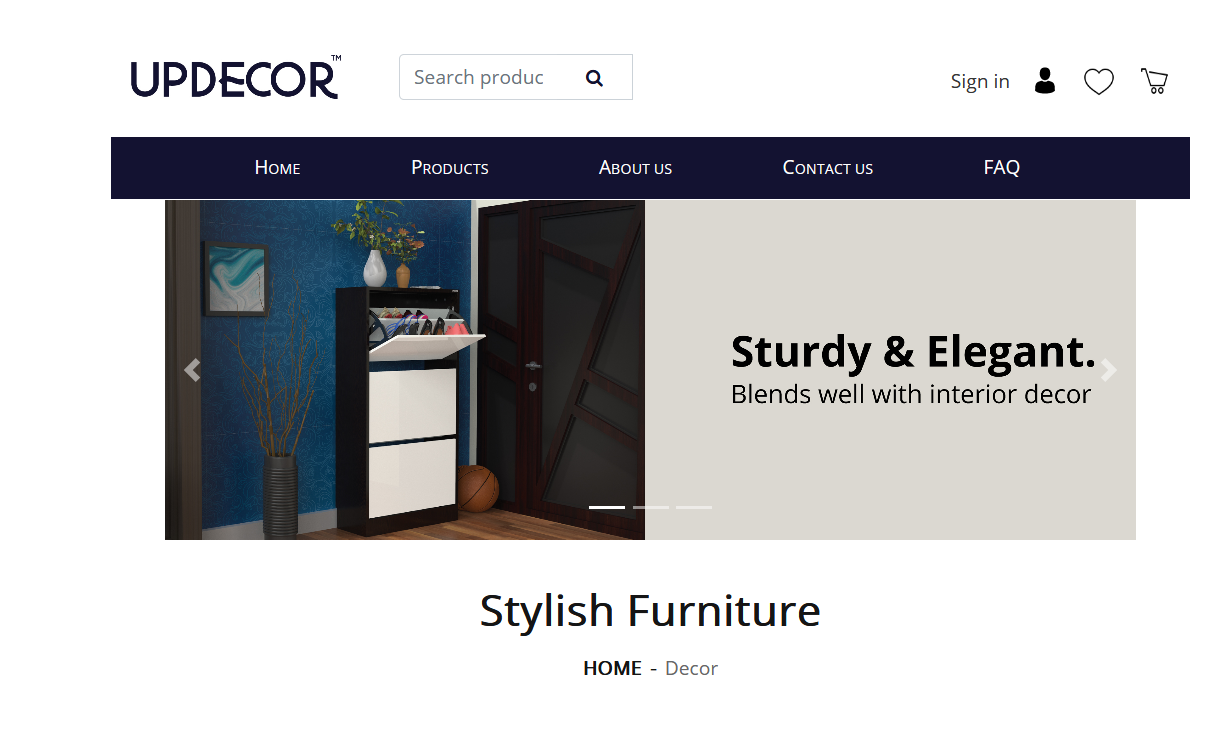 UPDECOR™
Search produc
Sign in
Home Products About us Contact us FAQ
Sturdy & Elegant.
Blends well with interior decor
Stylish Furniture
HOME - Decor